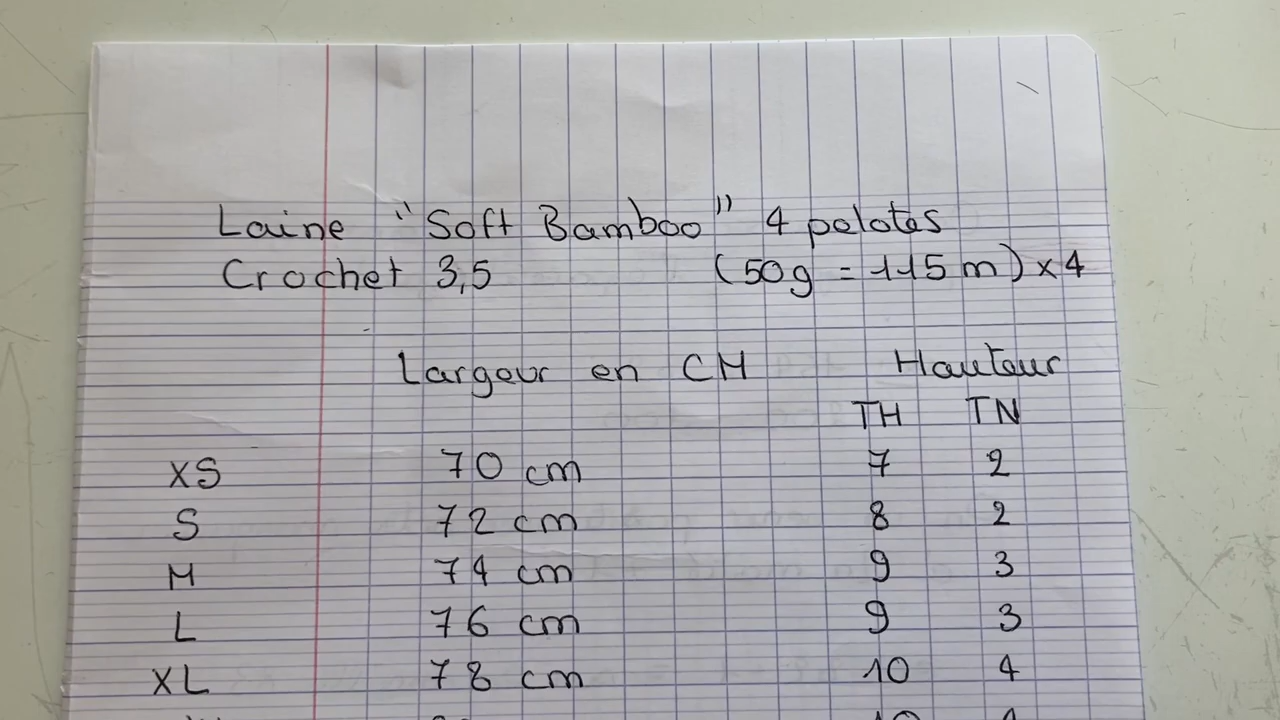 Laine "Soft Bamboo" 4 pelotes
Crochet 3,5 (50g = 115 m) x 4
Largeur en CM Hauteur
TH TN
XS 70 cm 7 2
S 72 cm 8 2
M 74 cm 9 3
L 76 cm 9 3
XL 78 cm 10 4